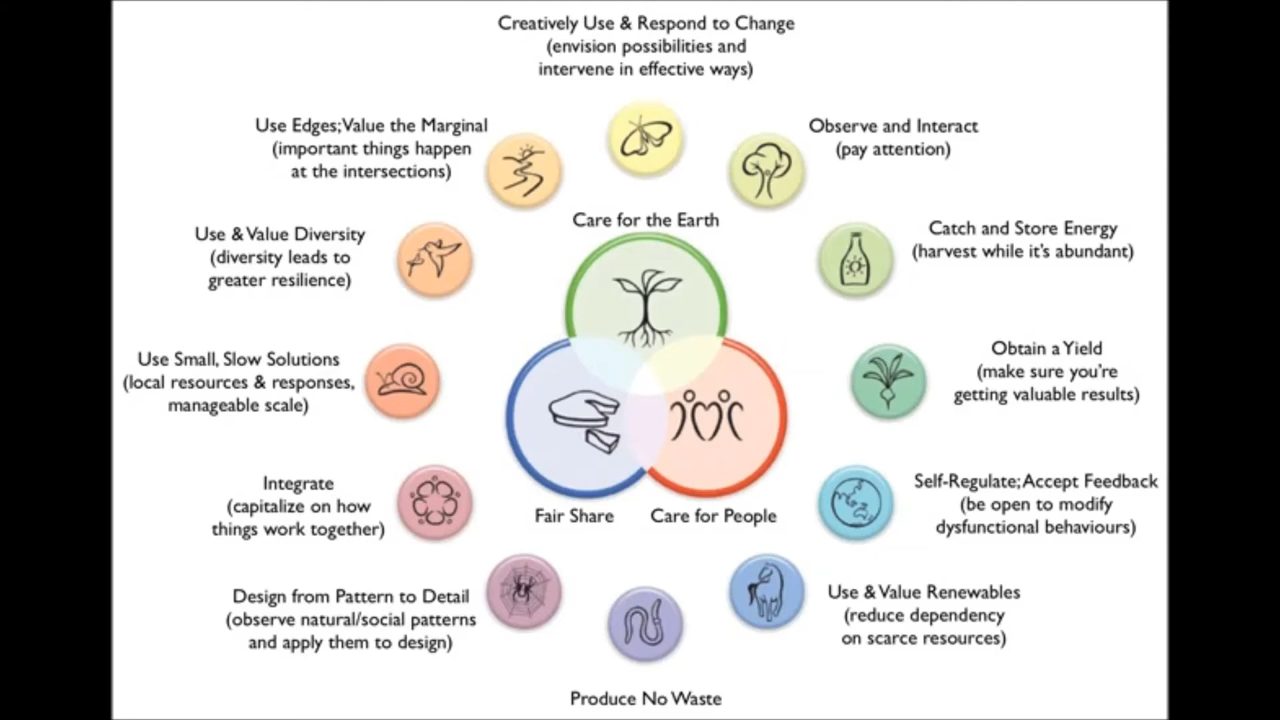 Creatively Use & Respond to Change
(envision possibilities and
intervene in effective ways)
Observe and Interact
(pay attention)
Catch and Store Energy
(harvest while it's abundant)
Obtain a Yield
(make sure you're
getting valuable results)
Self-Regulate; Accept Feedback
(be open to modify
dysfunctional behaviours)
Use & Value Renewables
(reduce dependency
on scarce resources)
Produce No Waste
Design from Pattern to Detail
(observe natural/social patterns
and apply them to design)
Integrate
(capitalize on how
things work together)
Use Small, Slow Solutions
(local resources & responses,
manageable scale)
Use & Value Diversity
(diversity leads to
greater resilience)
Use Edges; Value the Marginal
(important things happen
at the intersections)
Care for the Earth
Fair Share
Care for People